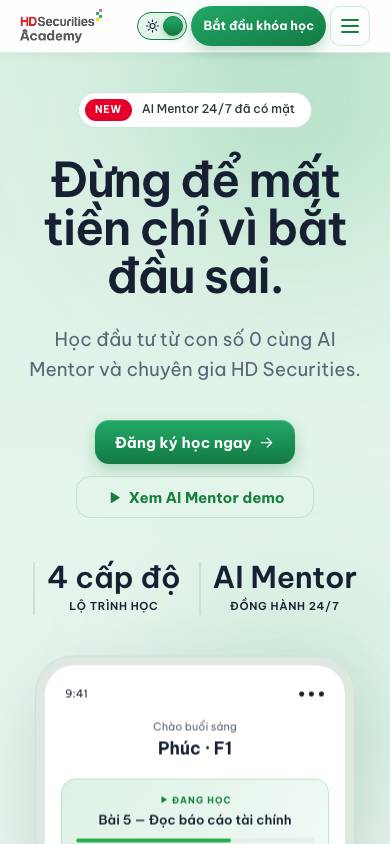 HDSecurities
Academy
Bắt đầu khóa học
NEW AI Mentor 24/7 đã có mặt
Đừng để mất
tiền chỉ vì bắt
đầu sai.
Học đầu tư từ con số 0 cùng AI
Mentor và chuyên gia HD Securities.
Đăng ký học ngay →
Xem AI Mentor demo
4 cấp độ
LỘ TRÌNH HỌC
AI Mentor
ĐỒNG HÀNH 24/7
9:41
Chào buổi sáng
Phúc · F1
ĐANG HỌC
Bài 5 — Đọc báo cáo tài chính